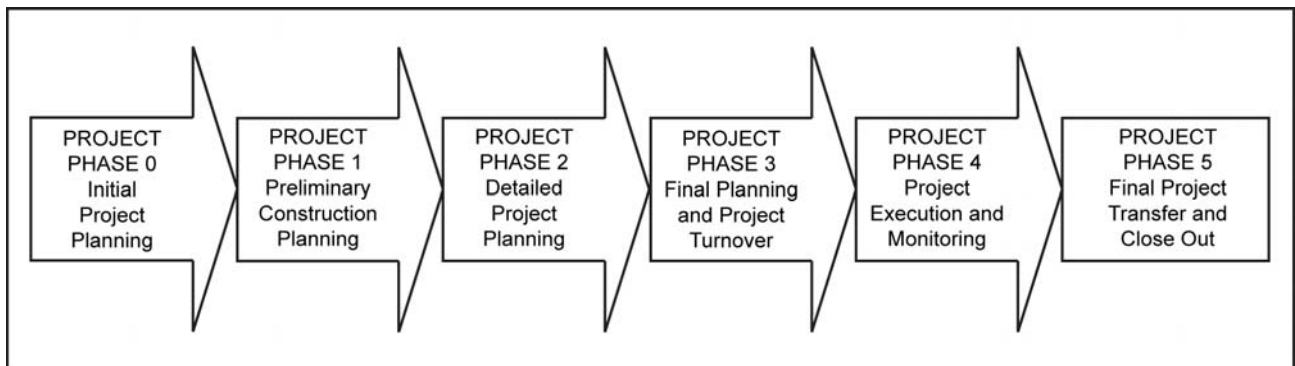 PROJECT
PHASE 0
Initial
Project
Planning
PROJECT
PHASE 1
Preliminary
Construction
Planning
PROJECT
PHASE 2
Detailed
Project
Planning
PROJECT
PHASE 3
Final Planning
and Project
Turnover
PROJECT
PHASE 4
Project
Execution and
Monitoring
PROJECT
PHASE 5
Final Project
Transfer and
Close Out